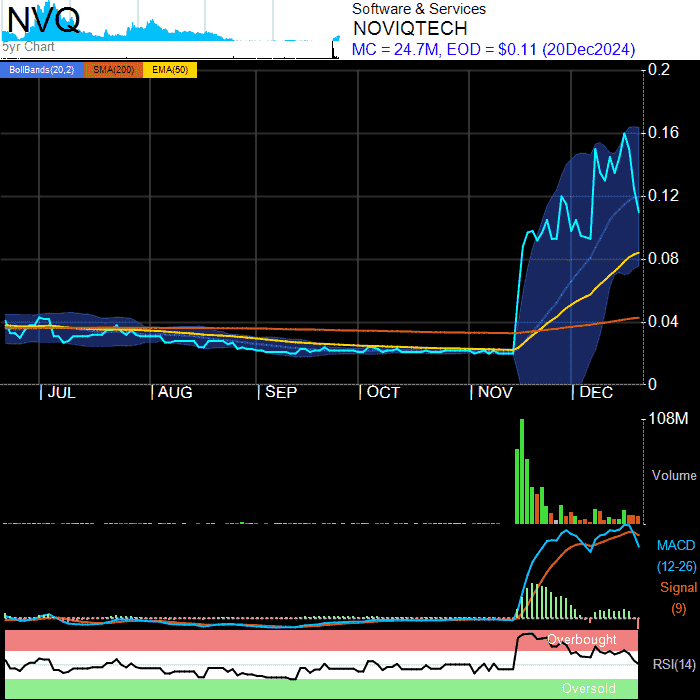 NVQ
5yr Chart
Software & Services
NOVIQTECH
MC = 24.7M, EOD = $0.11 (20Dec2024)
BollBands(20,2) SMA(200) EMA(50)
0.2
0.16
0.12
0.08
0.04
0
JUL AUG SEP OCT NOV DEC
108M
Volume
MACD
(12-26)
Signal
(9)
Overbought
RSI(14)
Oversold